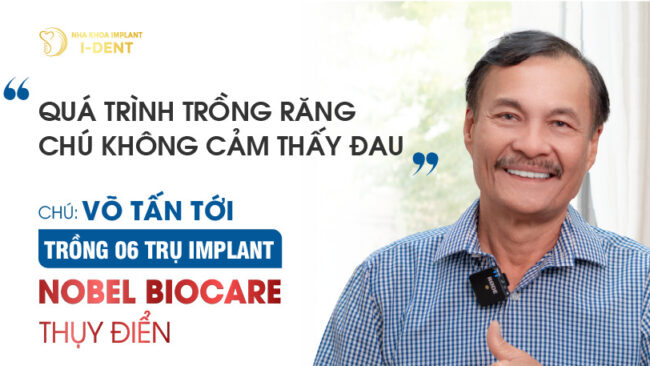 NHA KHOA IMPLANT
I-DENT
“
QUÁ TRÌNH TRỒNG RĂNG
CHÚ KHÔNG CẢM THẤY ĐAU
”
CHÚ: VÕ TẤN TỚI
TRỒNG 06 TRỤ IMPLANT
NOBEL BIOCARE
THỤY ĐIỂN